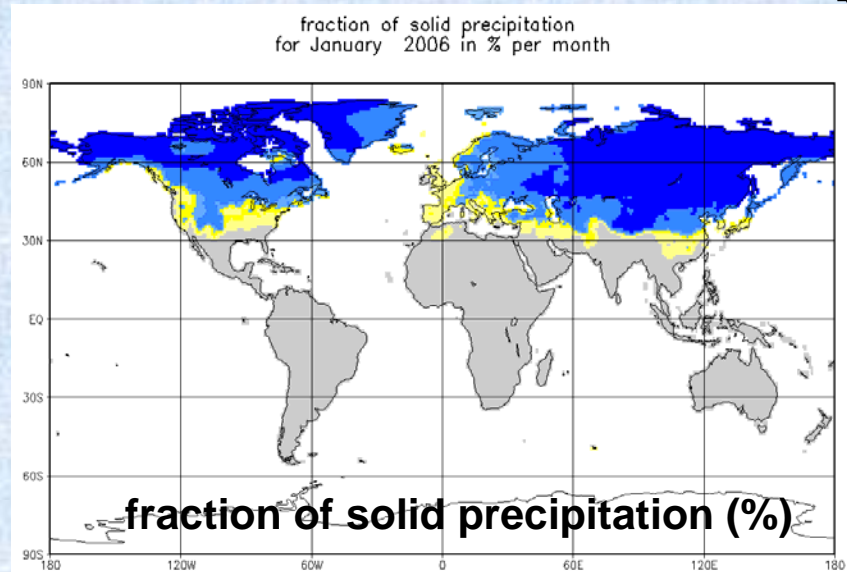 fraction of solid precipitation
for January 2006 in % per month
90N
60N
30N
EQ
30S
60S
90S
fraction of solid precipitation (%)
180 120W 60W 0 60E 120E 180